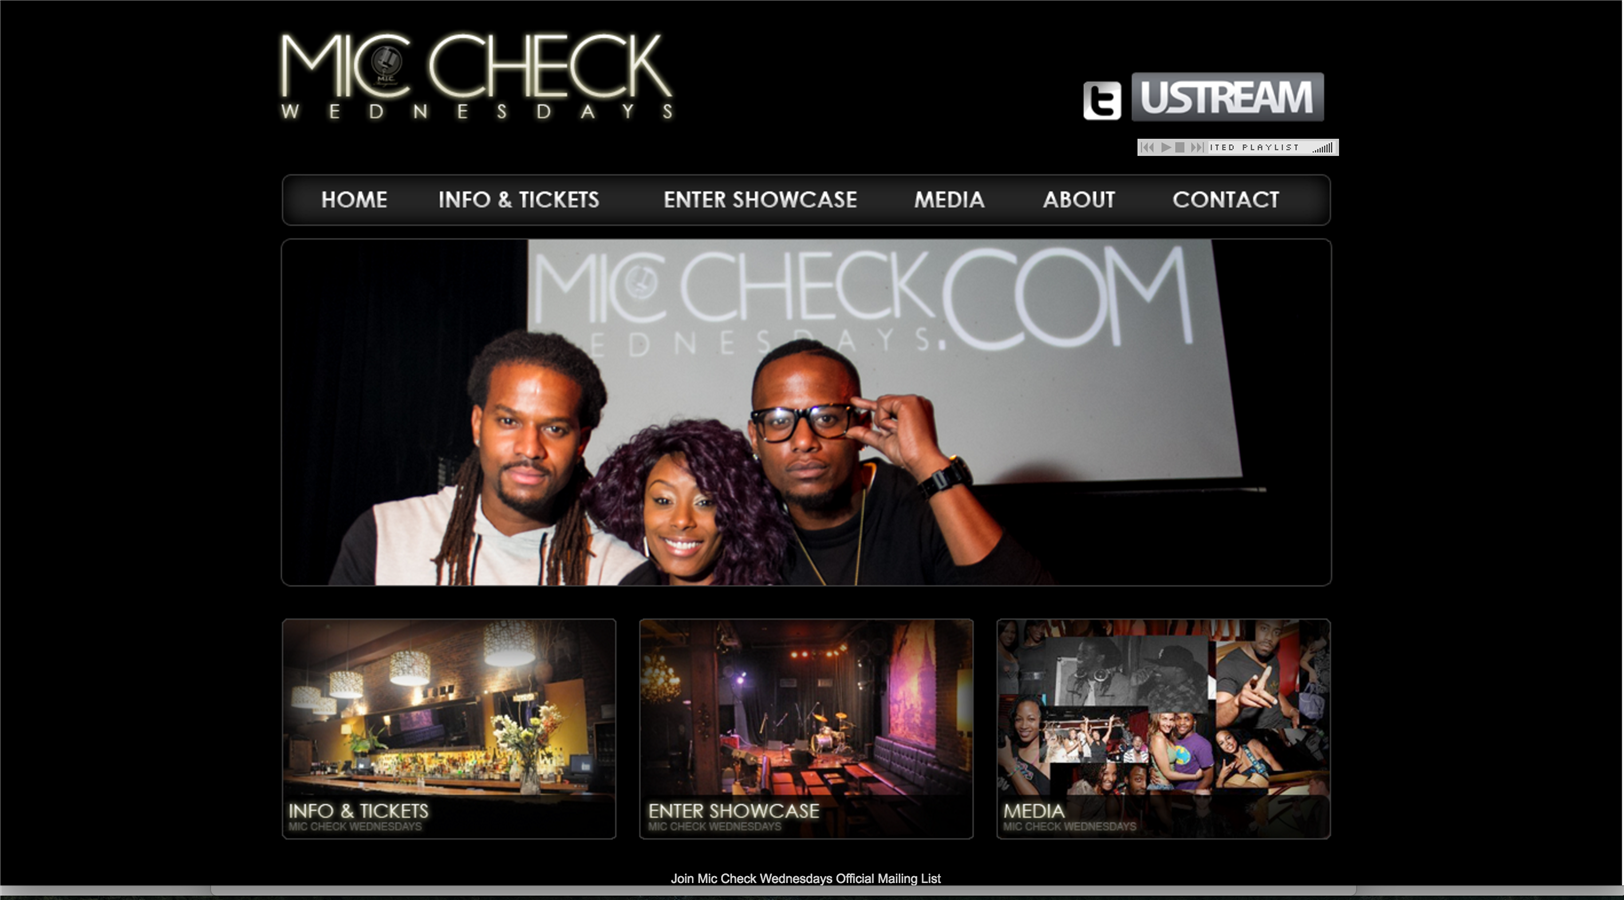 MIC CHECK
WEDNESDAYS
t USTREAM
ITED PLAYLIST
HOME INFO & TICKETS ENTER SHOWCASE MEDIA ABOUT CONTACT
MIC CHECK.COM
EDNESDAYS
INFO & TICKETS
MIC CHECK WEDNESDAYS
ENTER SHOWCASE
MIC CHECK WEDNESDAYS
MEDIA
MIC CHECK WEDNESDAYS
Join Mic Check Wednesdays Official Mailing List